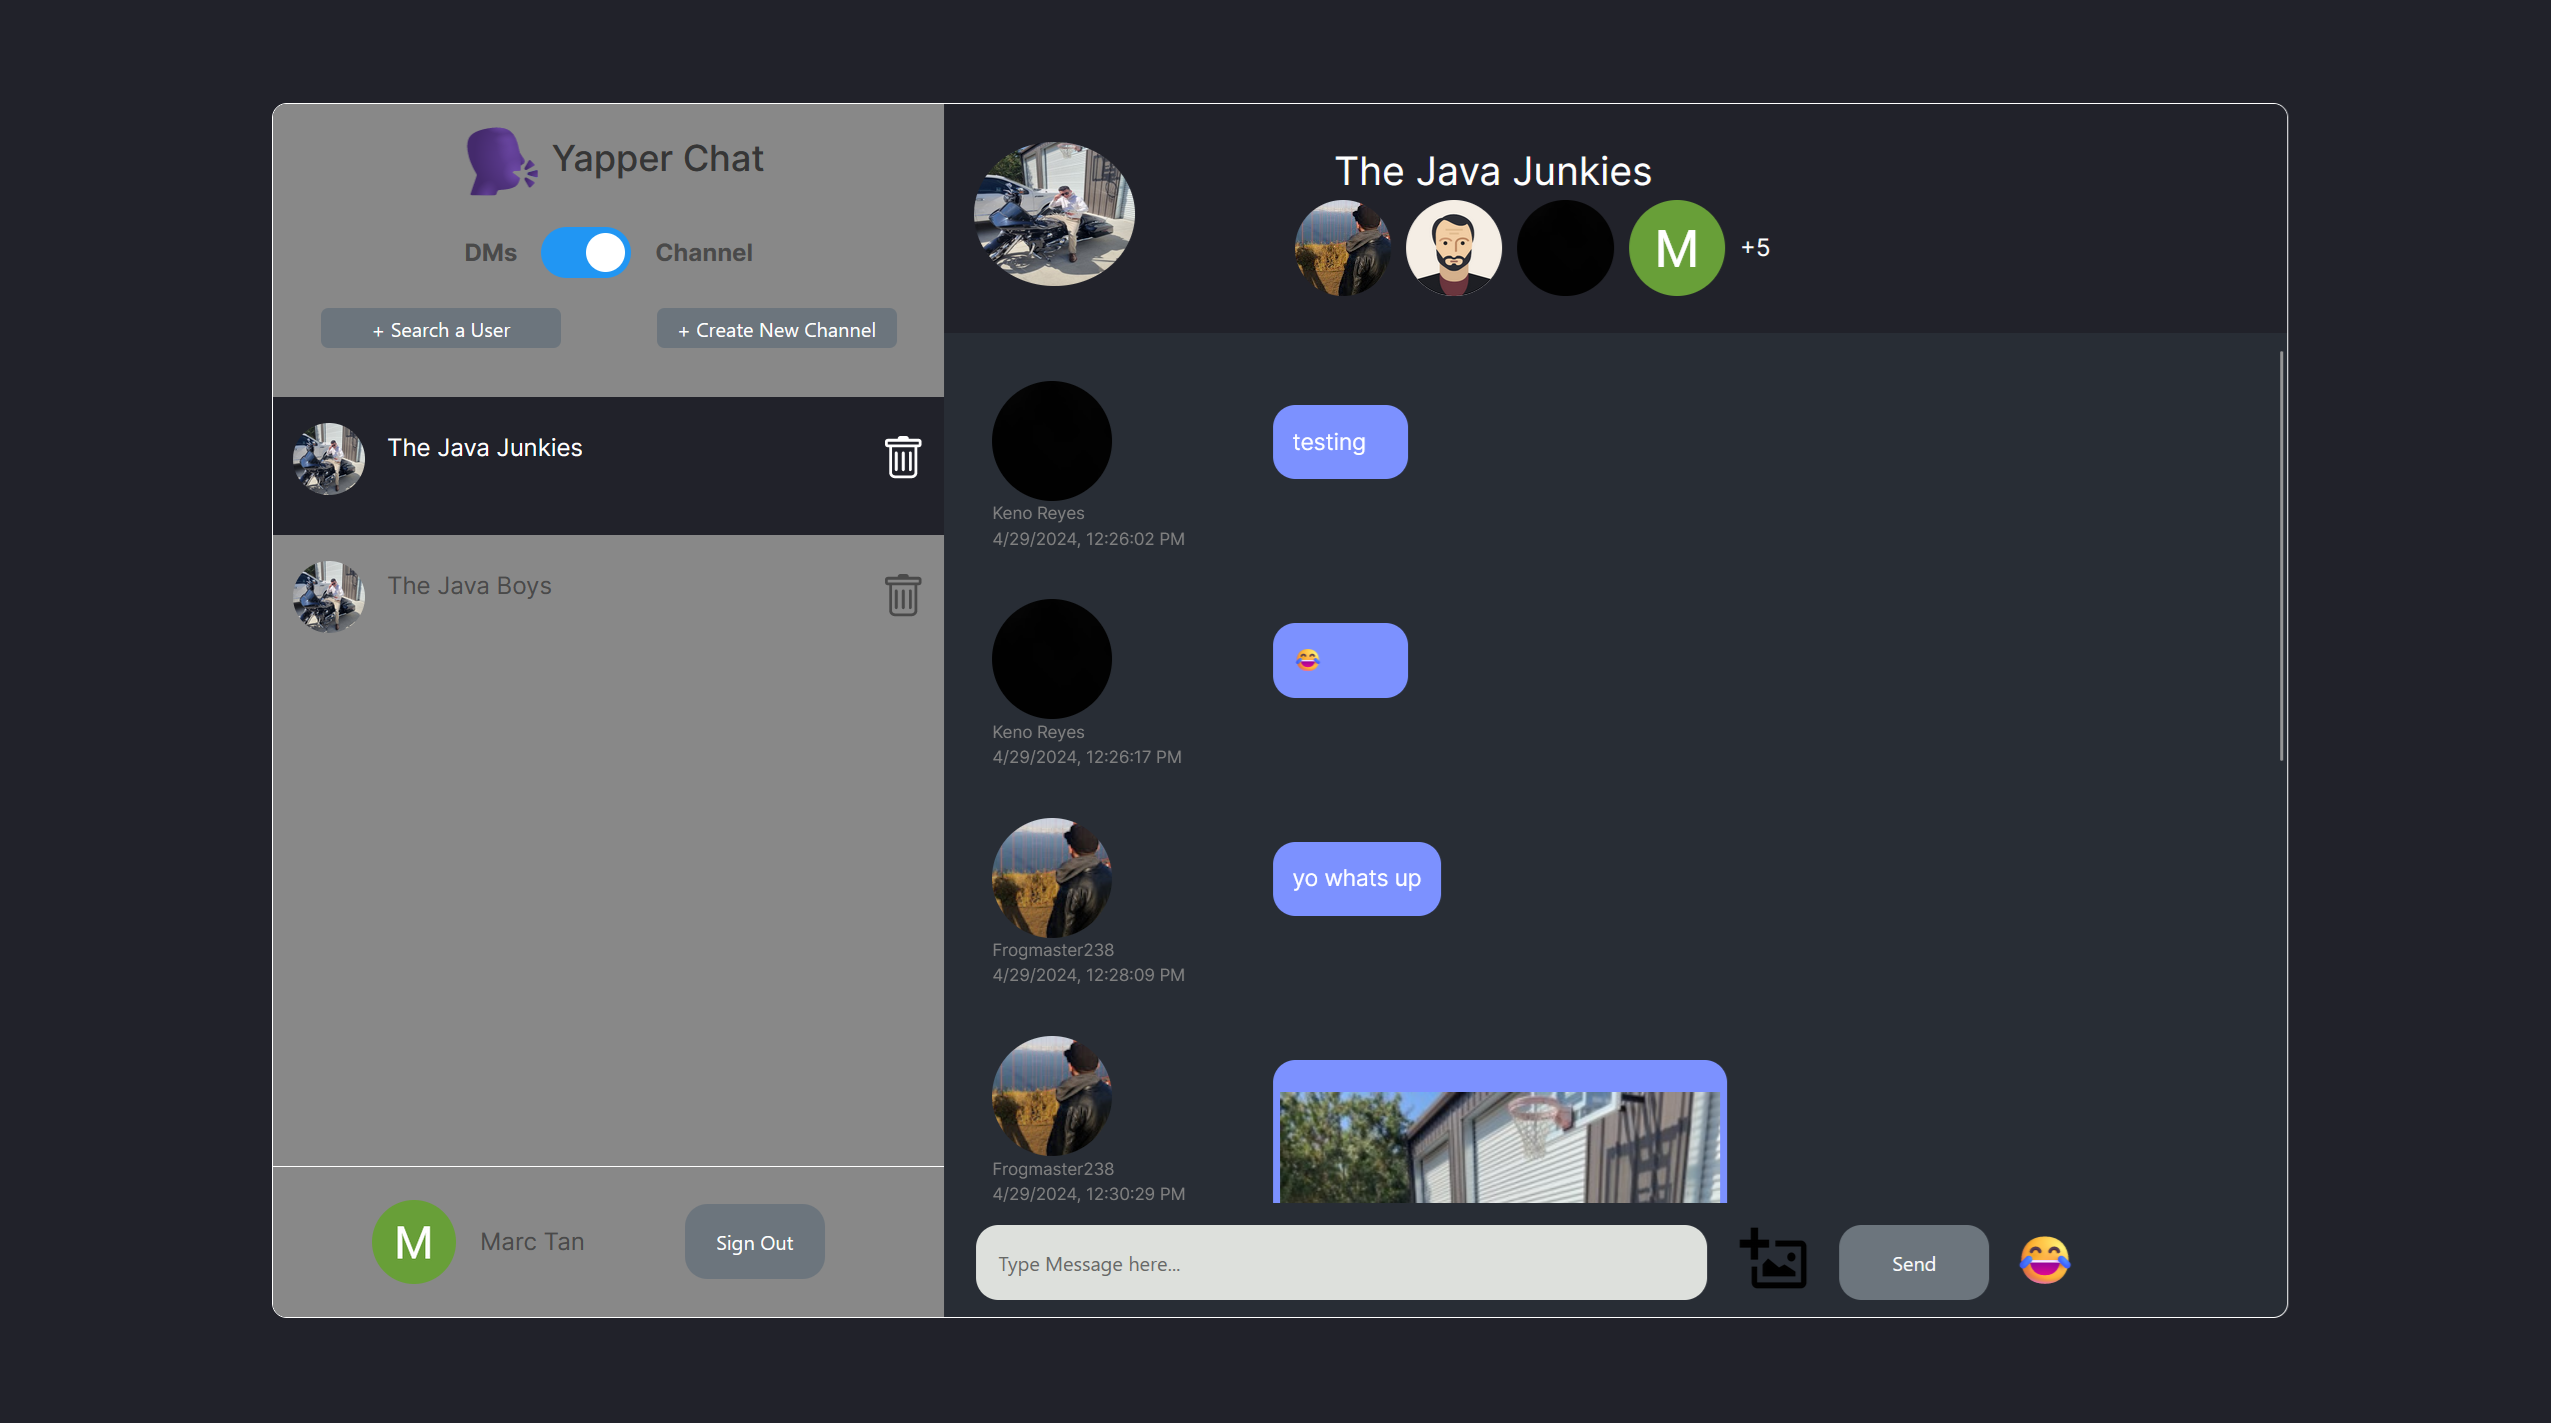 Yapper Chat
DMs
Channel
+ Search a User
+ Create New Channel
The Java Junkies
The Java Boys
M
Marc Tan
Sign Out
The Java Junkies
M
+5
testing
Keno Reyes
4/29/2024, 12:26:02 PM
😂
Keno Reyes
4/29/2024, 12:26:17 PM
yo whats up
Frogmaster238
4/29/2024, 12:28:09 PM
Frogmaster238
4/29/2024, 12:30:29 PM
Type Message here...
Send